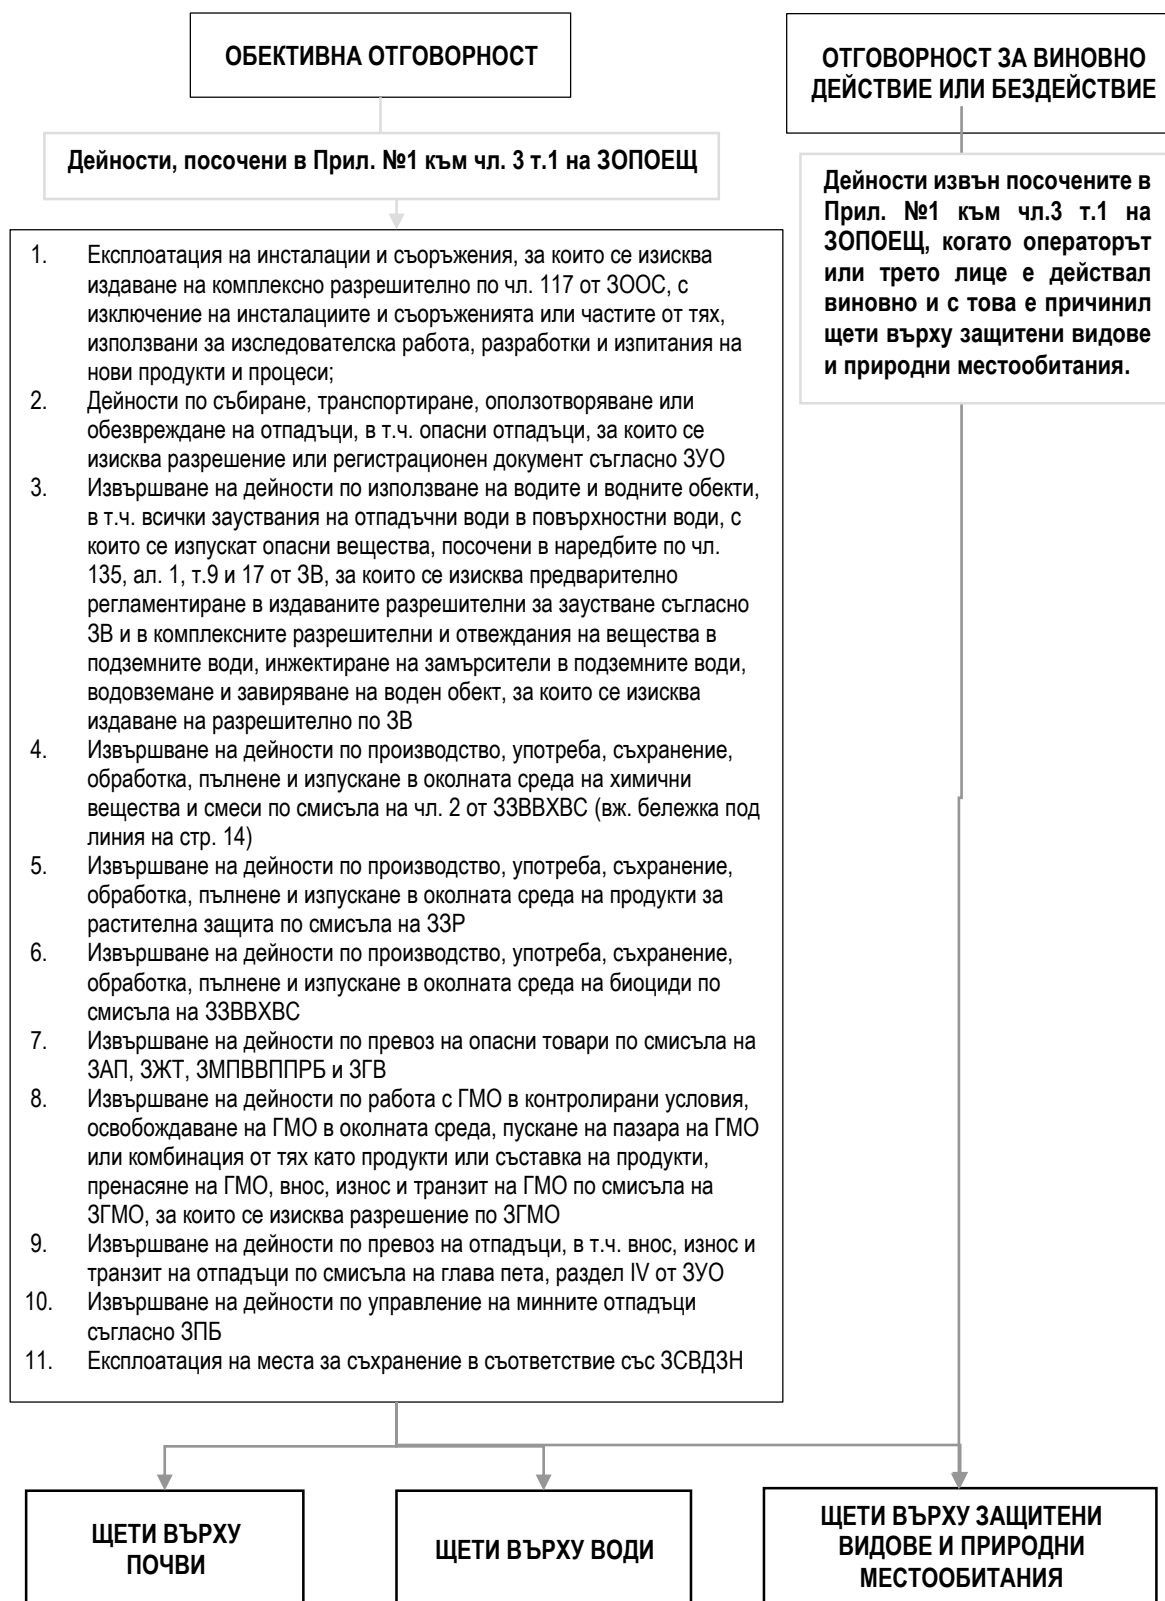 ОБЕКТИВНА ОТГОВОРНОСТ
ОТГОВОРНОСТ ЗА ВИНОВНО
ДЕЙСТВИЕ ИЛИ БЕЗДЕЙСТВИЕ
Дейности, посочени в Прил. №1 към чл. 3 т.1 на ЗОПОЕЩ
Дейности извън посочените в
Прил. №1 към чл.3 т.1 на
ЗОПОЕЩ, когато операторът
или трето лице е действал
виновно и с това е причинил
щети върху защитени видове
и природни местообитания.
1. Експлоатация на инсталации и съоръжения, за които се изисква
издаване на комплексно разрешително по чл. 117 от ЗООС, с
изключение на инсталациите и съоръженията или частите от тях,
използвани за изследователска работа, разработки и изпитания на
нови продукти и процеси;
2. Дейности по събиране, транспортиране, оползотворяване или
обезвреждане на отпадъци, в т.ч. опасни отпадъци, за които се
изисква разрешение или регистрационен документ съгласно ЗУО
3. Извършване на дейности по използване на водите и водните обекти,
в т.ч. всички зауствания на отпадъчни води в повърхностни води, с
които се изпускат опасни вещества, посочени в наредбите по чл.
135, ал. 1, т.9 и 17 от ЗВ, за които се изисква предварително
регламентиране в издаваните разрешителни за заустване съгласно
ЗВ и в комплексните разрешителни и отвеждания на вещества в
подземните води, инжектиране на замърсители в подземните води,
водовземане и завиряване на воден обект, за които се изисква
издаване на разрешително по ЗВ
4. Извършване на дейности по производство, употреба, съхранение,
обработка, пълнене и изпускане в околната среда на химични
вещества и смеси по смисъла на чл. 2 от ЗЗВВХВС (вж. бележка под
линия на стр. 14)
5. Извършване на дейности по производство, употреба, съхранение,
обработка, пълнене и изпускане в околната среда на продукти за
растителна защита по смисъла на ЗЗР
6. Извършване на дейности по производство, употреба, съхранение,
обработка, пълнене и изпускане в околната среда на биоциди по
смисъла на ЗЗВВХВС
7. Извършване на дейности по превоз на опасни товари по смисъла на
ЗАП, ЗЖТ, ЗМПВВППРБ и ЗГВ
8. Извършване на дейности по работа с ГМО в контролирани условия,
освобождаване на ГМО в околната среда, пускане на пазара на ГМО
или комбинация от тях като продукти или съставка на продукти,
пренасяне на ГМО, внос, износ и транзит на ГМО по смисъла на
ЗГМО, за които се изисква разрешение по ЗГМО
9. Извършване на дейности по превоз на отпадъци, в т.ч. внос, износ и
транзит на отпадъци по смисъла на глава пета, раздел IV от ЗУО
10. Извършване на дейности по управление на минните отпадъци
съгласно ЗПБ
11. Експлоатация на места за съхранение в съответствие със ЗСВДЗН
ЩЕТИ ВЪРХУ
ПОЧВИ
ЩЕТИ ВЪРХУ ВОДИ
ЩЕТИ ВЪРХУ ЗАЩИТЕНИ
ВИДОВЕ И ПРИРОДНИ
МЕСТООБИТАНИЯ